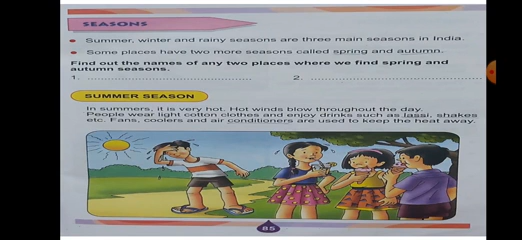 SEASONS
Summer, winter and rainy seasons are three main seasons in India.
Some places have two more seasons called spring and autumn.
Find out the names of any two places where we find spring and
autumn seasons.
1. ........................................ 2. ........................................
SUMMER SEASON
In summers, it is very hot. Hot winds blow throughout the day.
People wear light cotton clothes and enjoy drinks such as lassi, shakes
etc. Fans, coolers and air conditioners are used to keep the heat away.
85